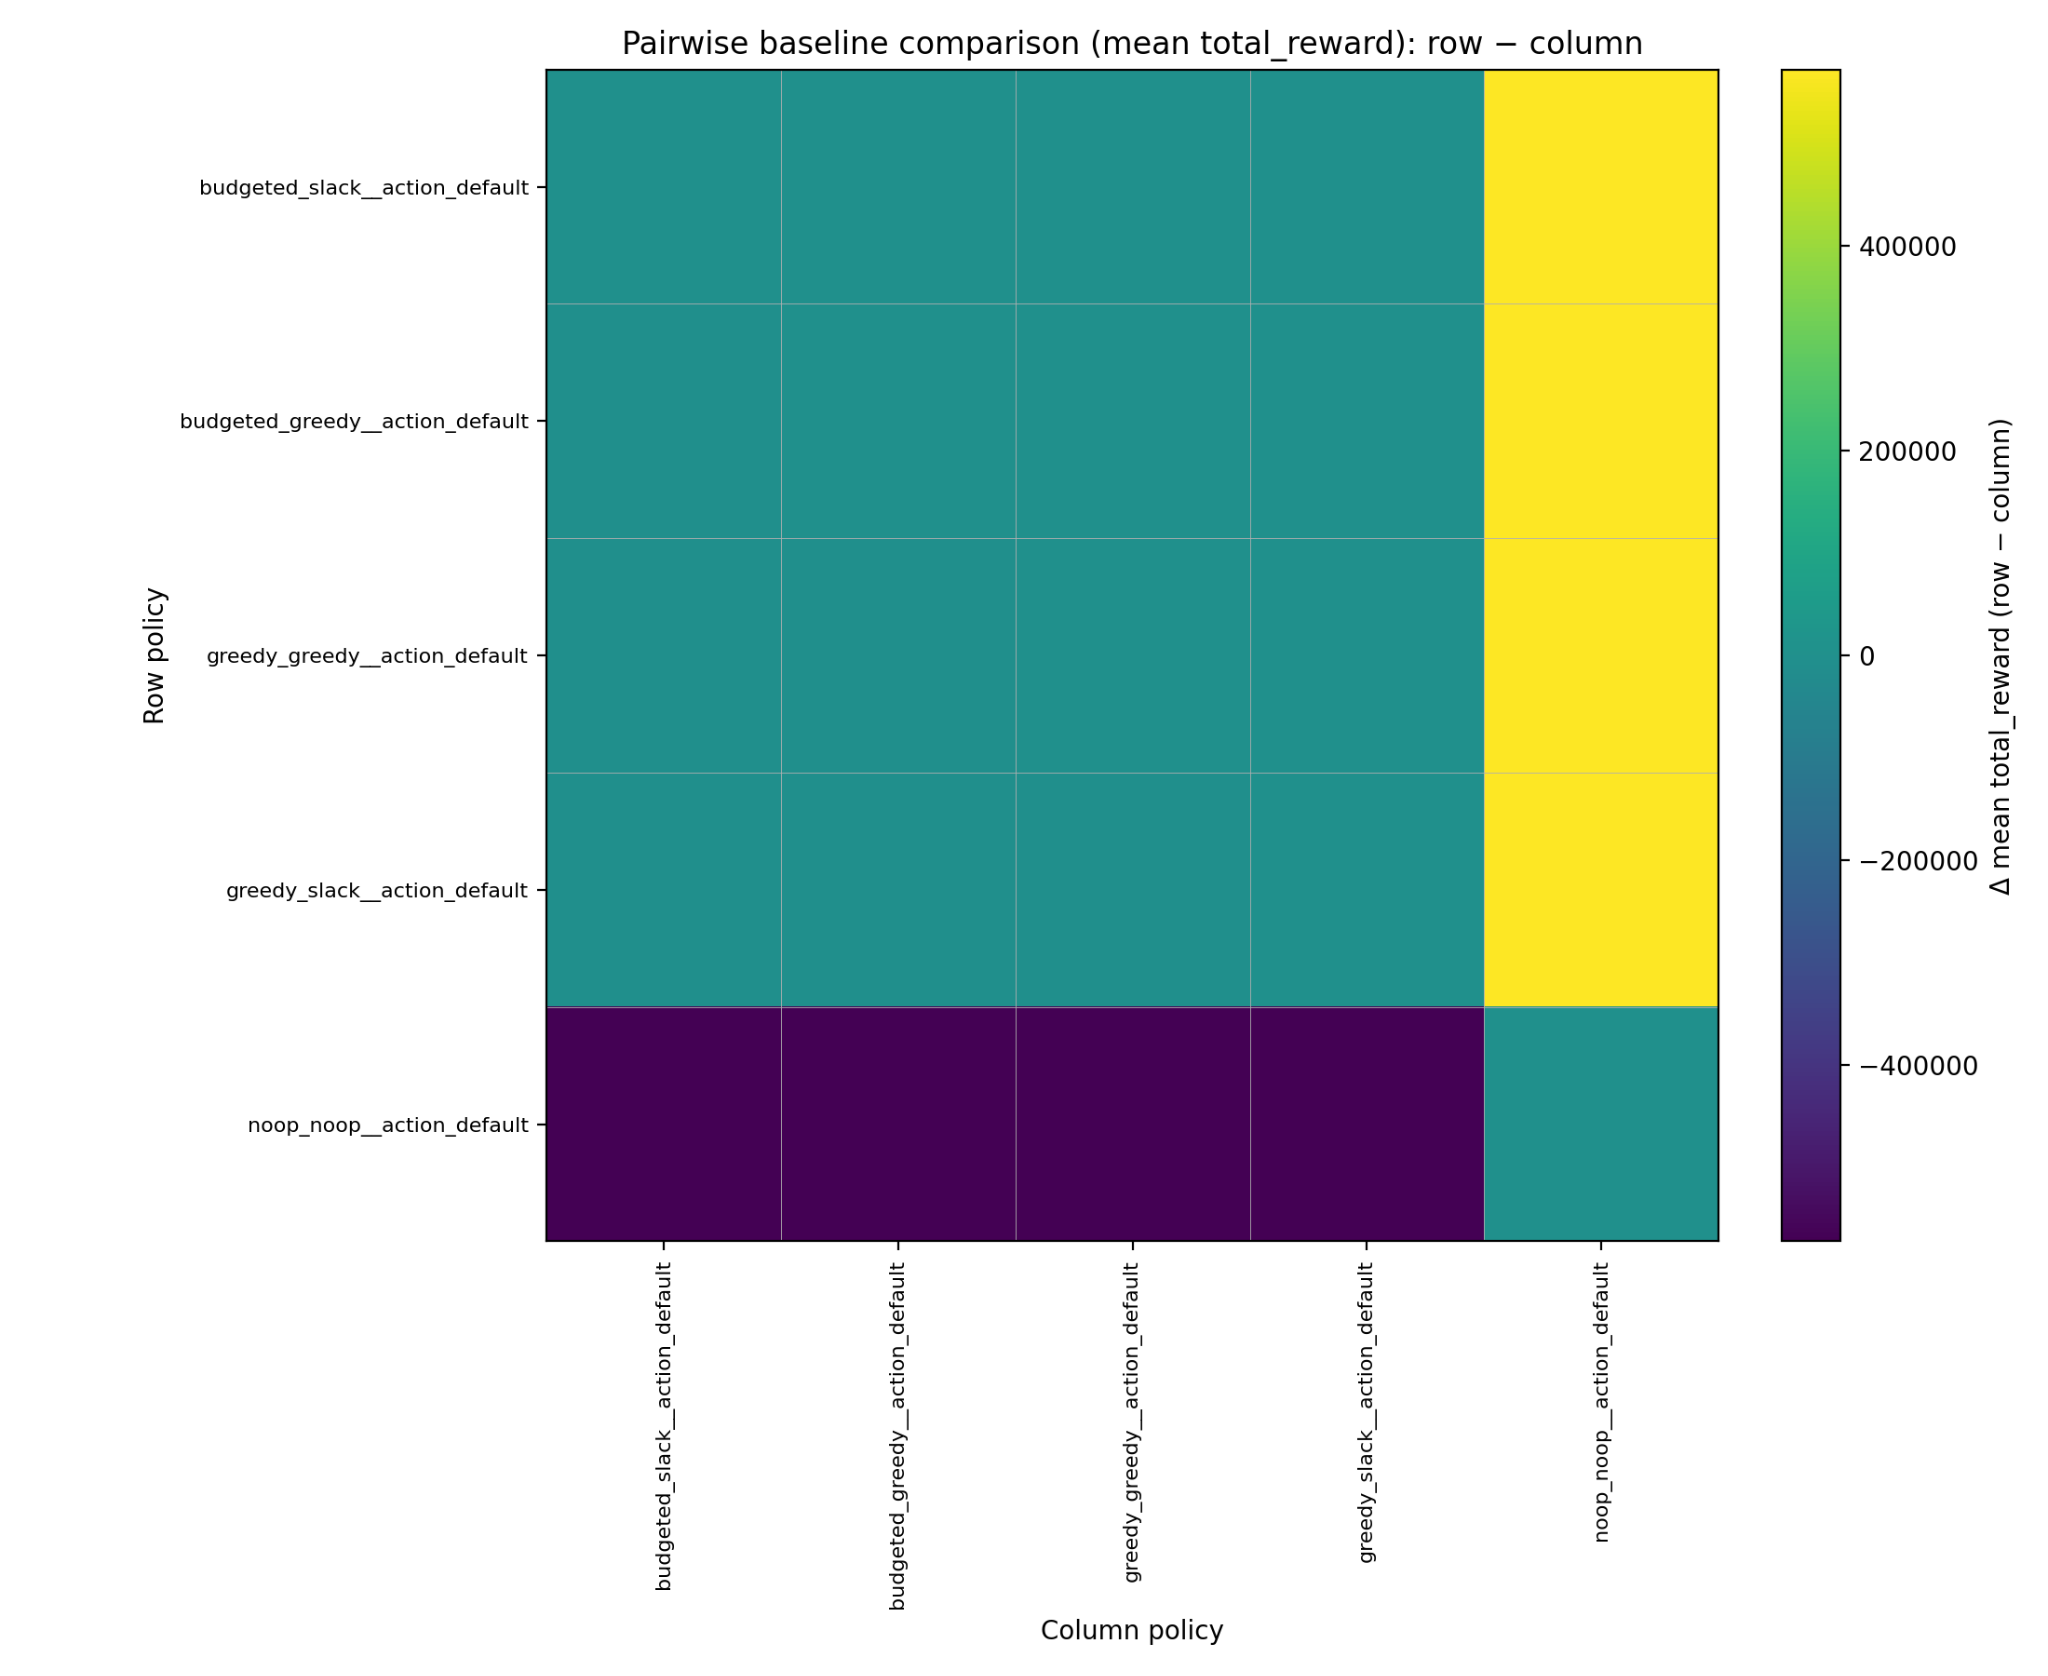 Pairwise baseline comparison (mean total_reward): row − column
Row policy
budgeted_slack__action_default
budgeted_greedy__action_default
greedy_greedy__action_default
greedy_slack__action_default
noop_noop__action_default
budgeted_slack__action_default
budgeted_greedy__action_default
greedy_greedy__action_default
greedy_slack__action_default
noop_noop__action_default
Column policy
400000
200000
0
−200000
−400000
Δ mean total_reward (row − column)